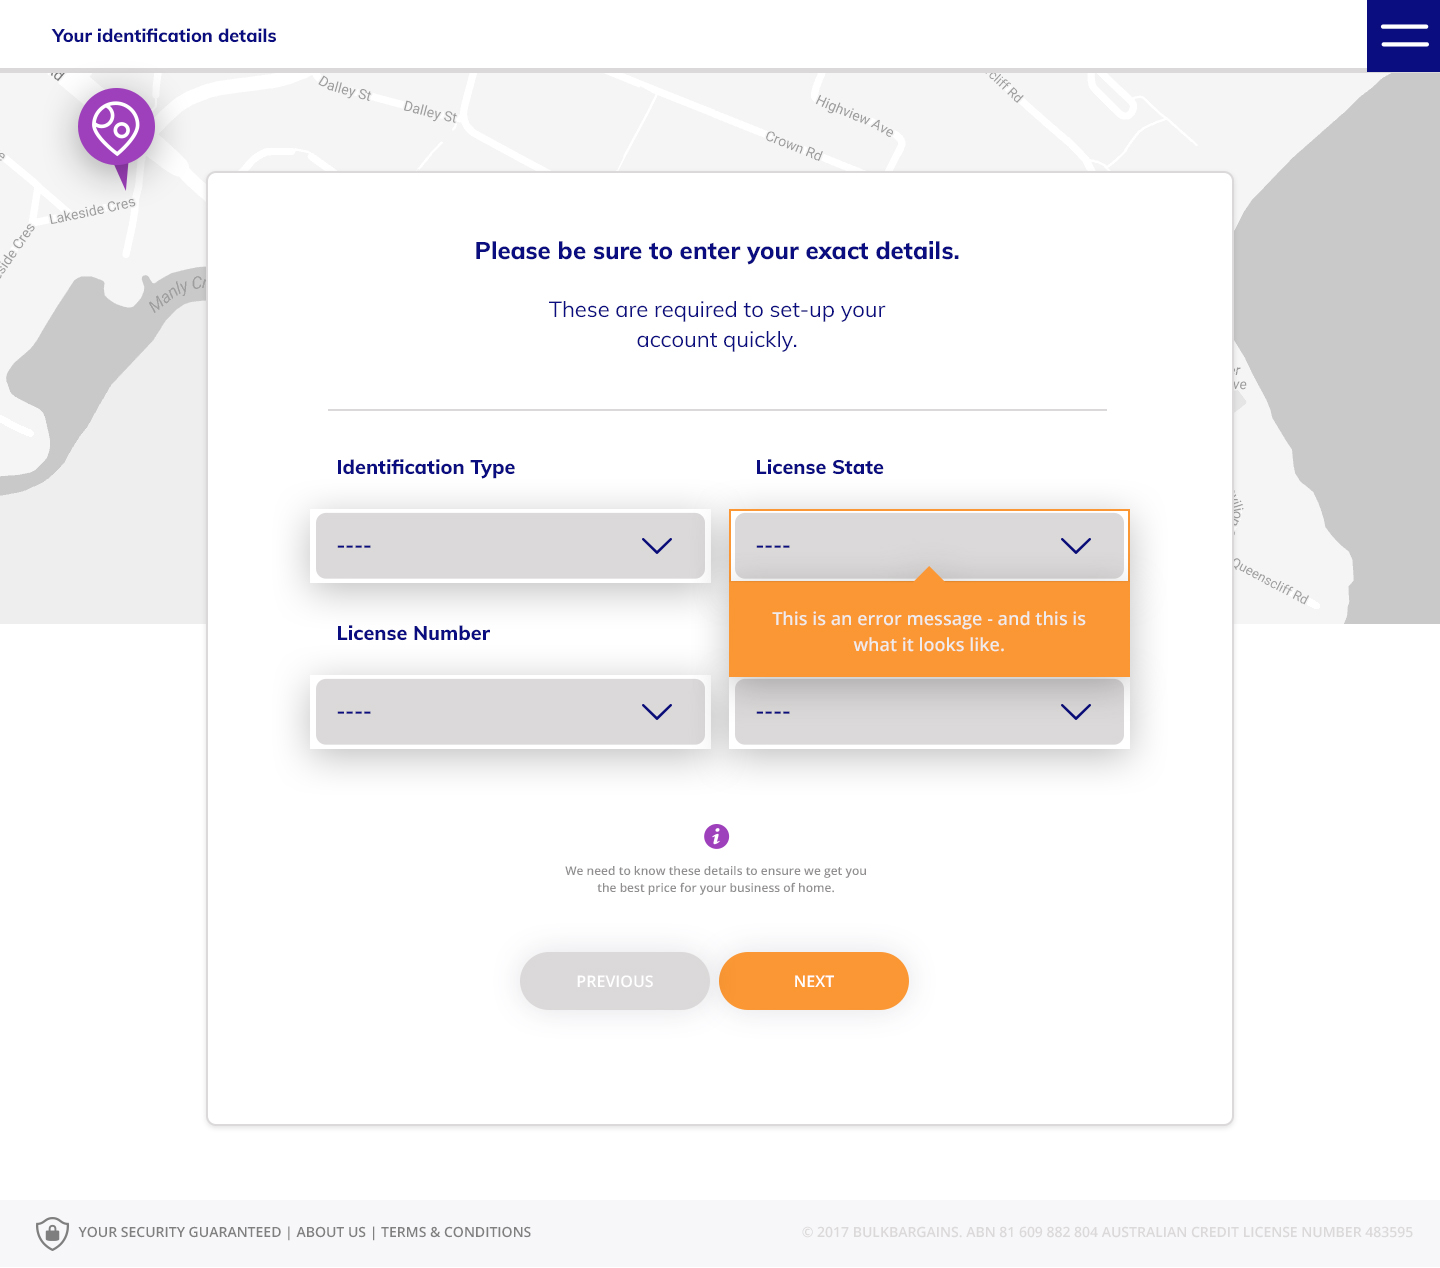 Your identification details
Dalley St
Dalley St
Highview Ave
Crown Rd
cliff Rd
Lakeside Cres
side Cres
Manly
Please be sure to enter your exact details.
These are required to set-up your
account quickly.
Identification Type
License State
----
----
This is an error message - and this is
what it looks like.
License Number
----
----
Queenscliff Rd
i
We need to know these details to ensure we get you
the best price for your business of home.
PREVIOUS
NEXT
YOUR SECURITY GUARANTEED | ABOUT US | TERMS & CONDITIONS
© 2017 BULKBARGAINS. ABN 81 609 882 804 AUSTRALIAN CREDIT LICENSE NUMBER 483595